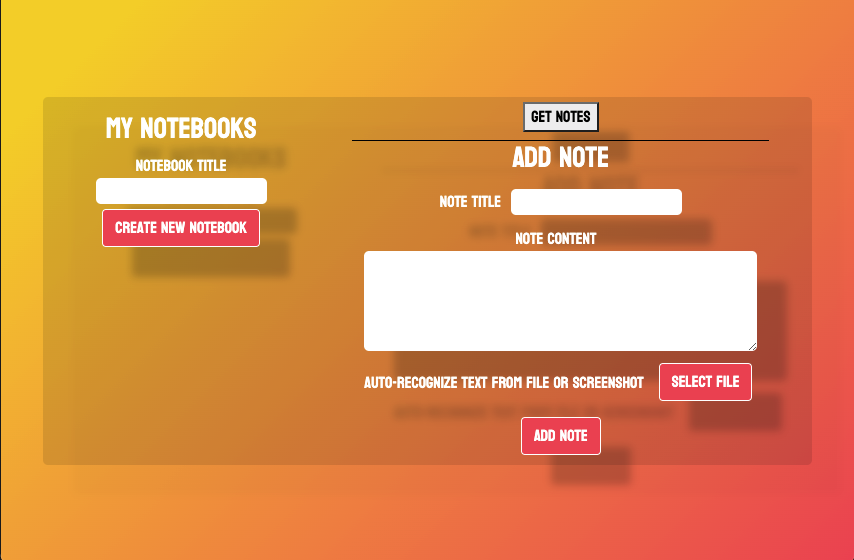 MY NOTEBOOKS
NOTEBOOK TITLE
CREATE NEW NOTEBOOK
GET NOTES
ADD NOTE
NOTE TITLE
NOTE CONTENT
AUTO-RECOGNIZE TEXT FROM FILE OR SCREENSHOT
SELECT FILE
ADD NOTE